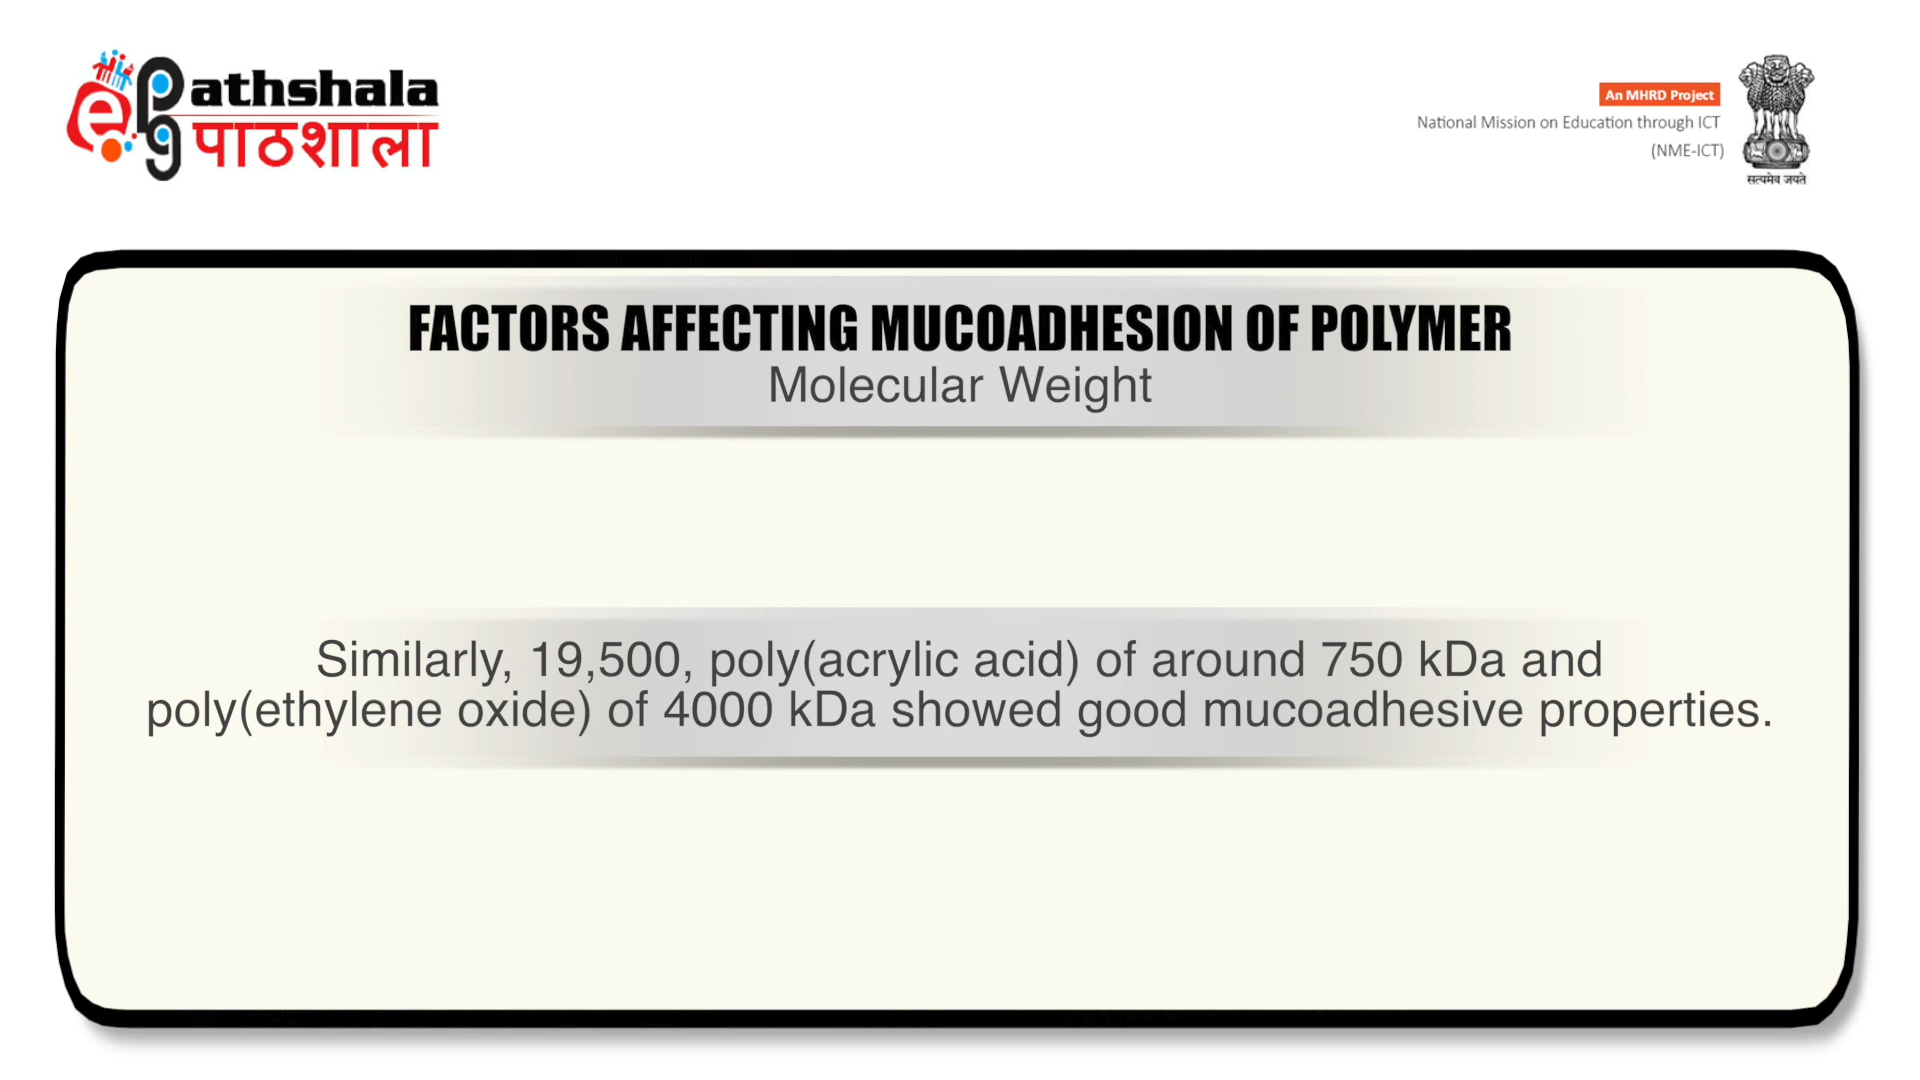 e Pg athshala
पाठशाला
An MHRD Project
National Mission on Education through ICT
(NME-ICT)
सत्यमेव जयते
FACTORS AFFECTING MUCOADHESION OF POLYMER
Molecular Weight
Similarly, 19,500, poly(acrylic acid) of around 750 kDa and
poly(ethylene oxide) of 4000 kDa showed good mucoadhesive properties.